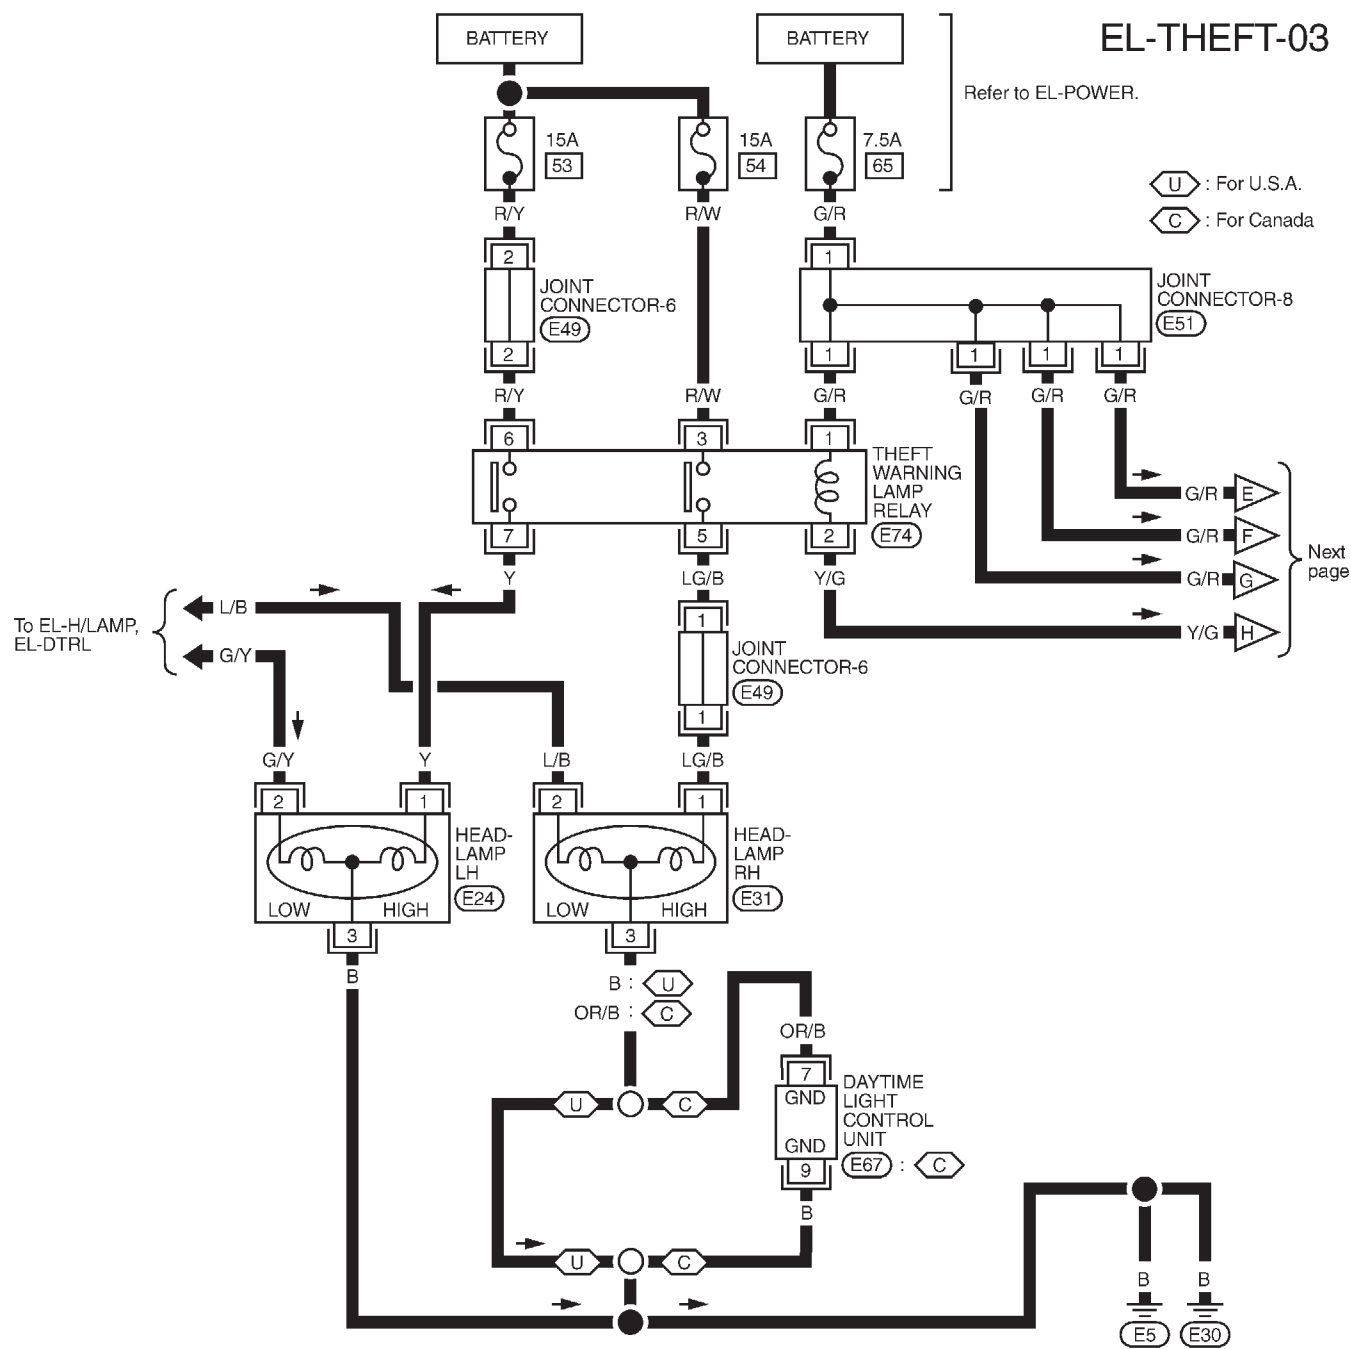 EL-THEFT-03
BATTERY
BATTERY
Refer to EL-POWER.
15A
53
15A
54
7.5A
65
U : For U.S.A.
C : For Canada
R/Y
R/W
G/R
2
1
JOINT
CONNECTOR-6
E49
JOINT
CONNECTOR-8
E51
2
1
1
1
1
R/Y
R/W
G/R
G/R
G/R
G/R
6
3
1
THEFT
WARNING
LAMP
RELAY
E74
7
5
2
G/R E
G/R F
G/R G
Y/G H
Next
page
Y
LG/B
Y/G
To EL-H/LAMP,
EL-DTRL
L/B
G/Y
1
JOINT
CONNECTOR-6
E49
1
G/Y
Y
L/B
LG/B
2
1
2
1
HEAD-
LAMP
LH
E24
LOW
HIGH
HEAD-
LAMP
RH
E31
LOW
HIGH
3
3
B
B : U
OR/B : C
OR/B
7
GND
GND
9
DAYTIME
LIGHT
CONTROL
UNIT
E67 : C
U
C
B
U
C
B
B
E5
E30